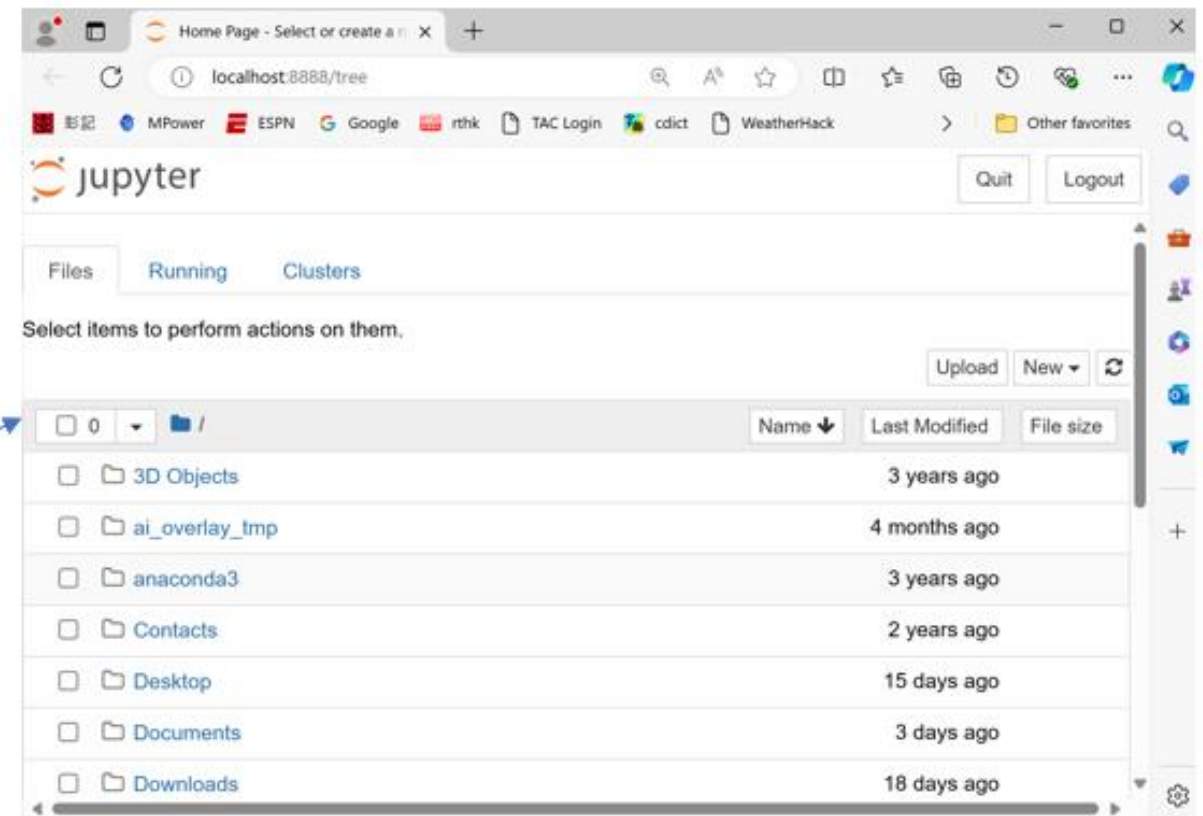 Home Page - Select or create a n
localhost:8888/tree
影記 MPower ESPN Google rthk TAC Login cdict WeatherHack Other favorites
jupyter Quit Logout
Files Running Clusters
Select items to perform actions on them.
Upload New
0 / Name Last Modified File size
3D Objects 3 years ago
ai_overlay_tmp 4 months ago
anaconda3 3 years ago
Contacts 2 years ago
Desktop 15 days ago
Documents 3 days ago
Downloads 18 days ago